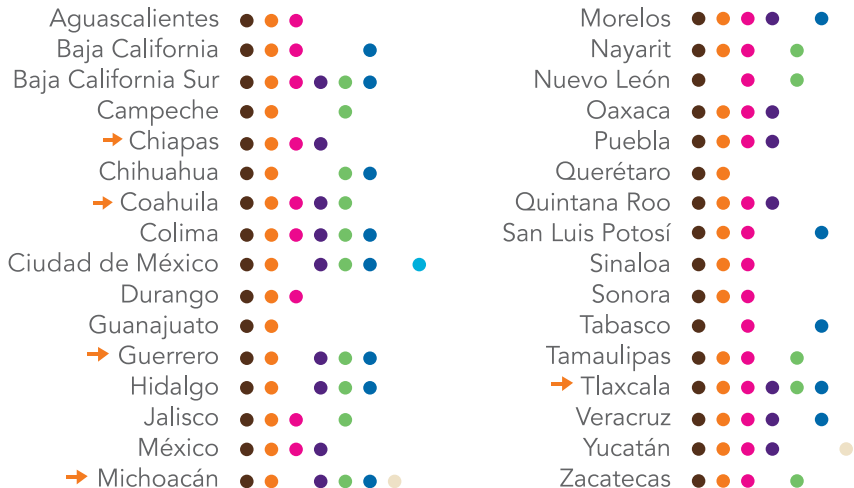 Aguascalientes
Baja California
Baja California Sur
Campeche
Chiapas
Chihuahua
Coahuila
Colima
Ciudad de México
Durango
Guanajuato
Guerrero
Hidalgo
Jalisco
México
Michoacán
Morelos
Nayarit
Nuevo León
Oaxaca
Puebla
Querétaro
Quintana Roo
San Luis Potosí
Sinaloa
Sonora
Tabasco
Tamaulipas
Tlaxcala
Veracruz
Yucatán
Zacatecas